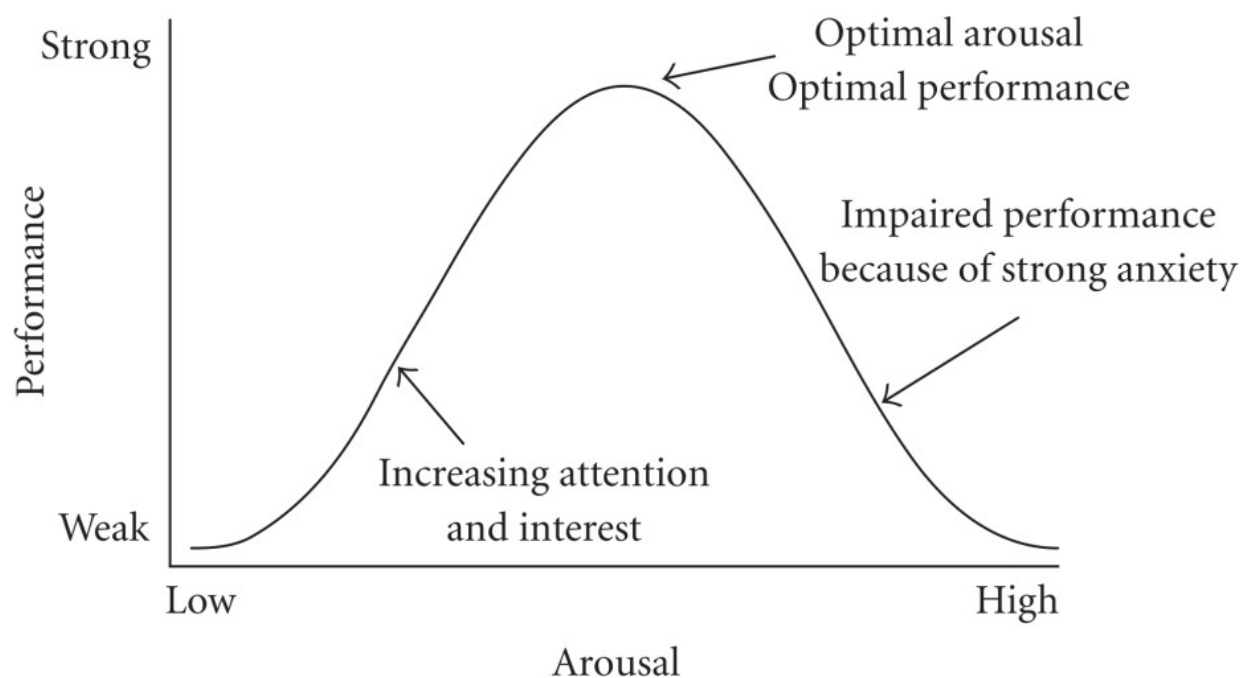 Strong
Optimal arousal
Optimal performance
Impaired performance
because of strong anxiety
Performance
Increasing attention
and interest
Weak
Low
High
Arousal